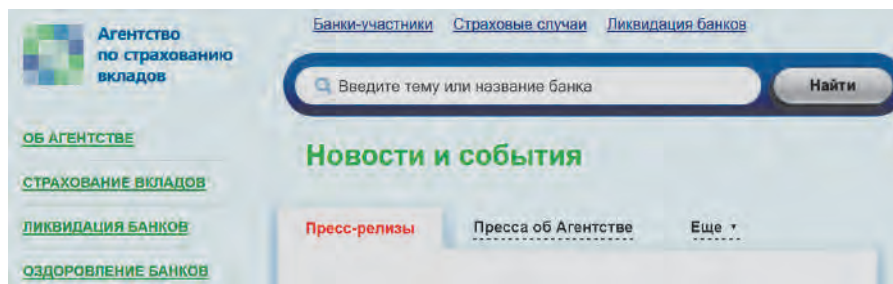 Агентство
по страхованию
вкладов
Банки-участники Страховые случаи Ликвидация банков
Введите тему или название банка Найти
ОБ АГЕНТСТВЕ
СТРАХОВАНИЕ ВКЛАДОВ
ЛИКВИДАЦИЯ БАНКОВ
ОЗДОРОВЛЕНИЕ БАНКОВ
Новости и события
Пресс-релизы Пресса об Агентстве Еще